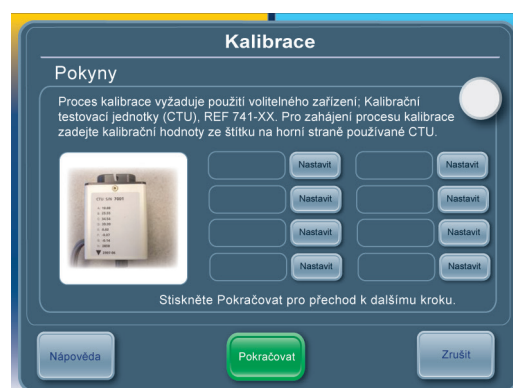 Kalibrace
Pokyny
Proces kalibrace vyžaduje použití volitelného zařízení; Kalibrační
testovací jednotky (CTU), REF 741-XX. Pro zahájení procesu kalibrace
zadejte kalibrační hodnoty ze štítku na horní straně používané CTU.
Nastavit Nastavit
Nastavit Nastavit
Nastavit Nastavit
Nastavit Nastavit
Stiskněte Pokračovat pro přechod k dalšímu kroku.
Nápověda Pokračovat Zrušit